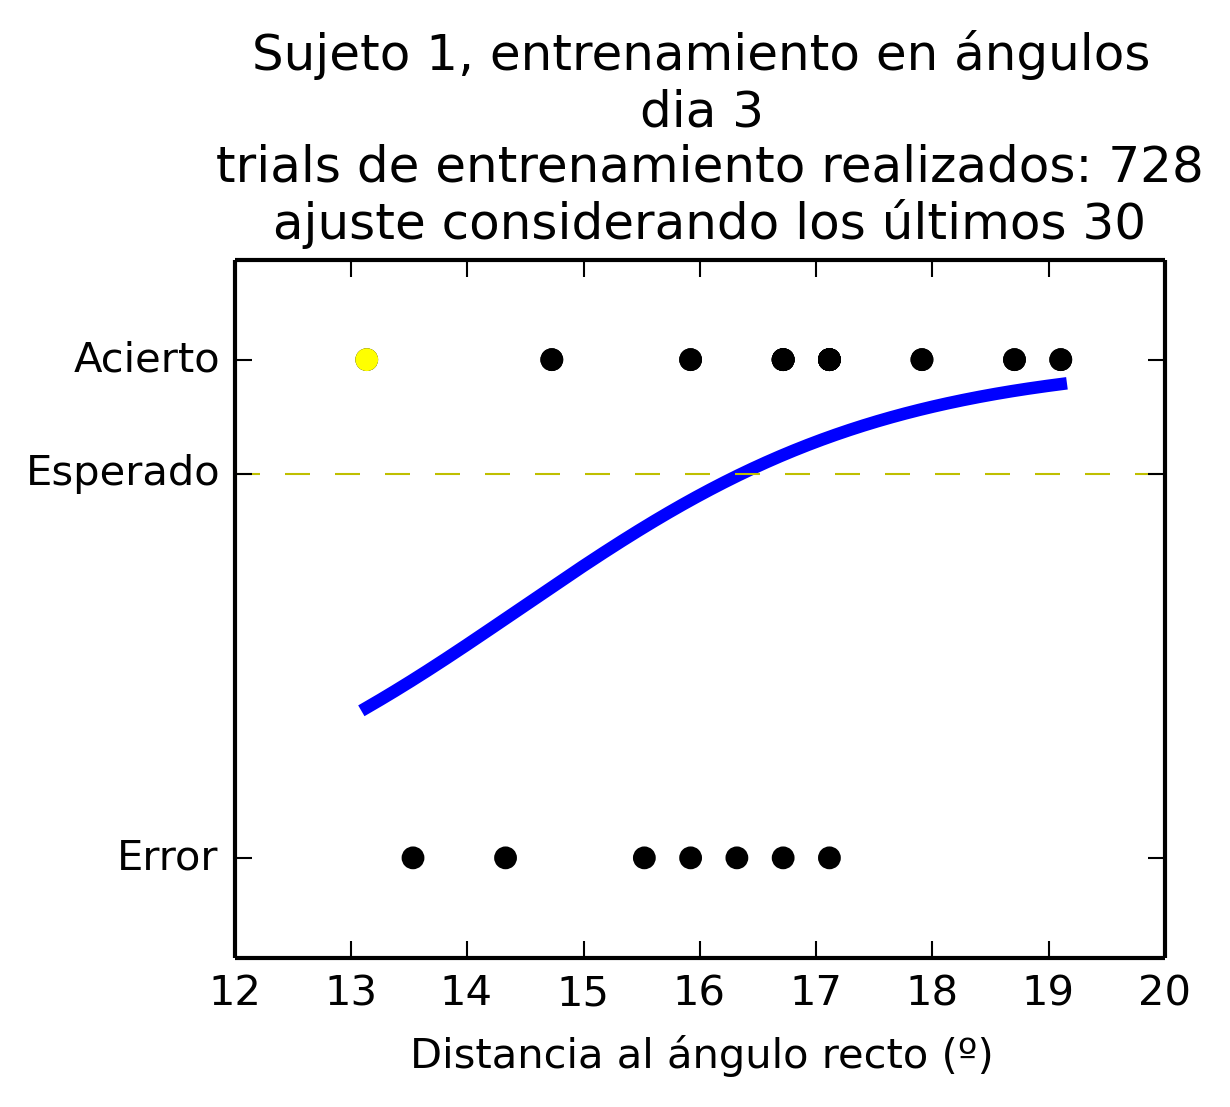 Sujeto 1, entrenamiento en ángulos
dia 3
trials de entrenamiento realizados: 728
ajuste considerando los últimos 30
Acierto
Esperado
Error
12 13 14 15 16 17 18 19 20
Distancia al ángulo recto (º)